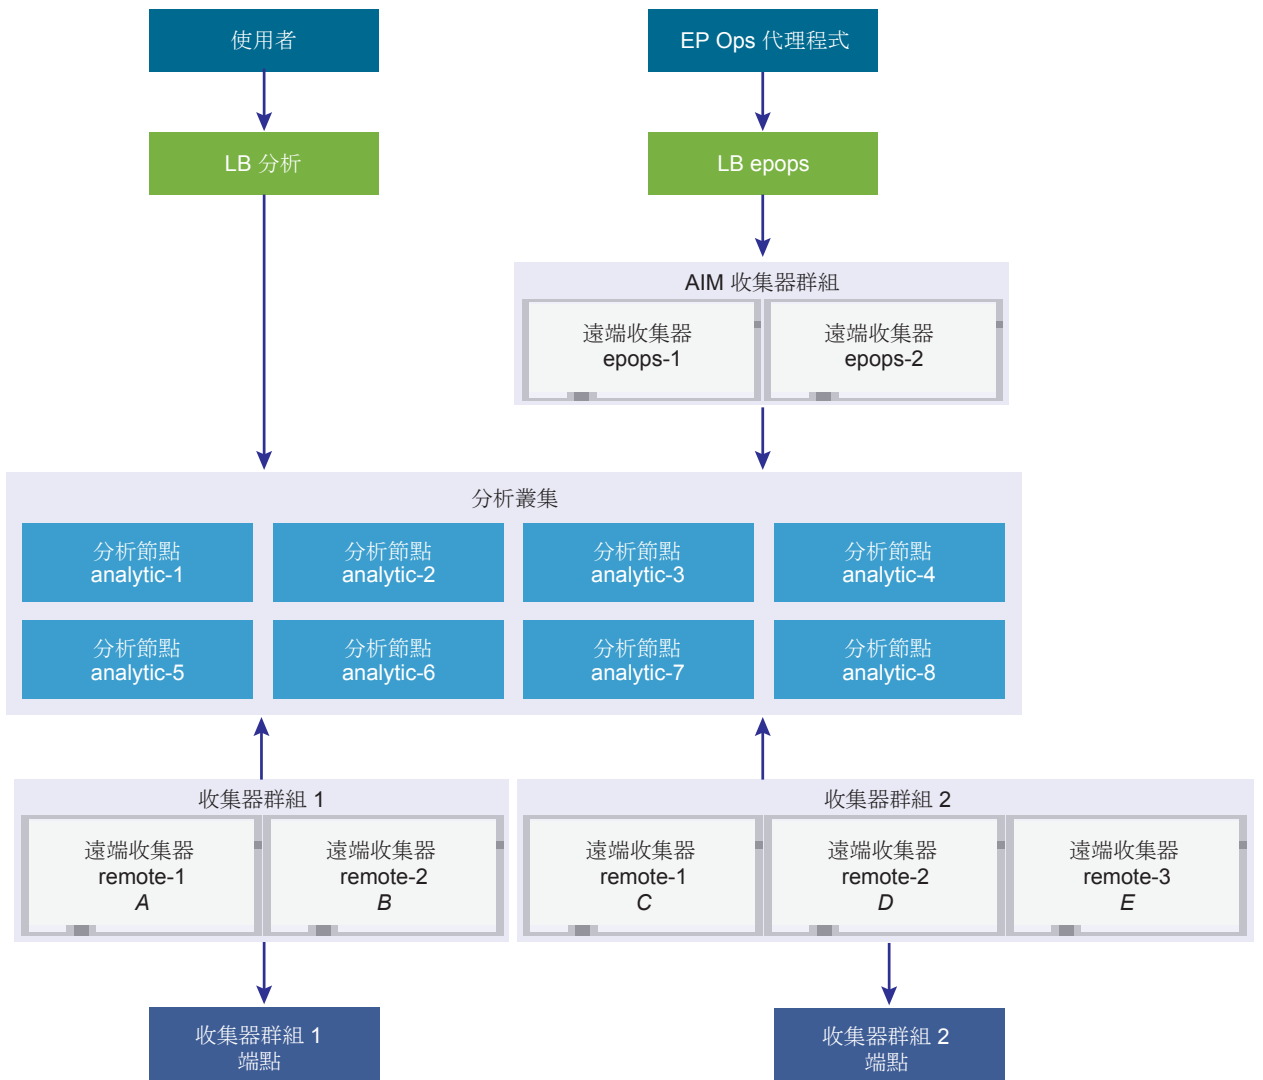 使用者
EP Ops 代理程式
LB 分析
LB epops
AIM 收集器群組
遠端收集器
epops-1
遠端收集器
epops-2
分析叢集
分析節點
analytic-1
分析節點
analytic-2
分析節點
analytic-3
分析節點
analytic-4
分析節點
analytic-5
分析節點
analytic-6
分析節點
analytic-7
分析節點
analytic-8
收集器群組 1
遠端收集器
remote-1
A
遠端收集器
remote-2
B
收集器群組 2
遠端收集器
remote-1
C
遠端收集器
remote-2
D
遠端收集器
remote-3
E
收集器群組 1
端點
收集器群組 2
端點